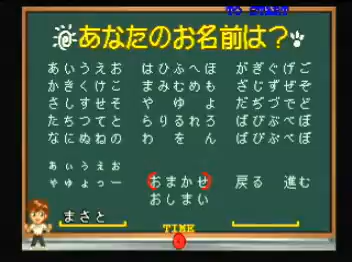 TO START
あなたのお名前は?
あいうえお はひふへほ がぎぐげご
かきくけこ まみむめも ざじずぜぞ
さしすせそ や ゆ よ だぢづでど
たちつてと らりるれろ ばびぶべぼ
なにぬねの わ を ん ぱぴぷぺぽ
ぁぃぅぇぉ
ゃゅょっー おまかせ 戻る 進む
おしまい
まさと
TIME